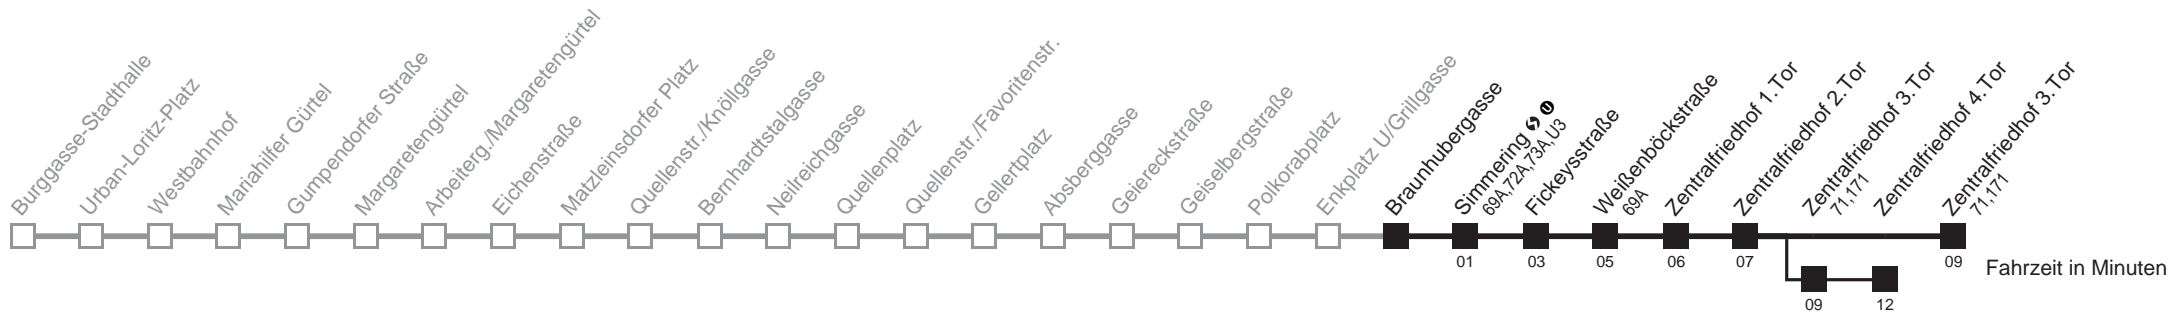 Burggasse-Stadthalle
Urban-Loritz-Platz
Westbahnhof
Mariahilfer Gürtel
Gumpendorfer Straße
Margaretengürtel
Arbeiterg./Margaretengürtel
Eichenstraße
Matzleinsdorfer Platz
Quellenstr./Knöllgasse
Bernhardtstalgasse
Neilreichgasse
Quellenplatz
Quellenstr./Favoritenstr.
Gellertplatz
Absberggasse
Geiereckstraße
Geiselbergstraße
Polkorabplatz
Enkplatz U/Grillgasse
Braunhubergasse
Simmering S U
69A,72A,73A,U3
Fickeysstraße
Weißenböckstraße
69A
Zentralfriedhof 1.Tor
Zentralfriedhof 2.Tor
Zentralfriedhof 3.Tor
71,171
Zentralfriedhof 4.Tor
Zentralfriedhof 3.Tor
71,171
01 03 05 06 07 09
Fahrzeit in Minuten
09 12